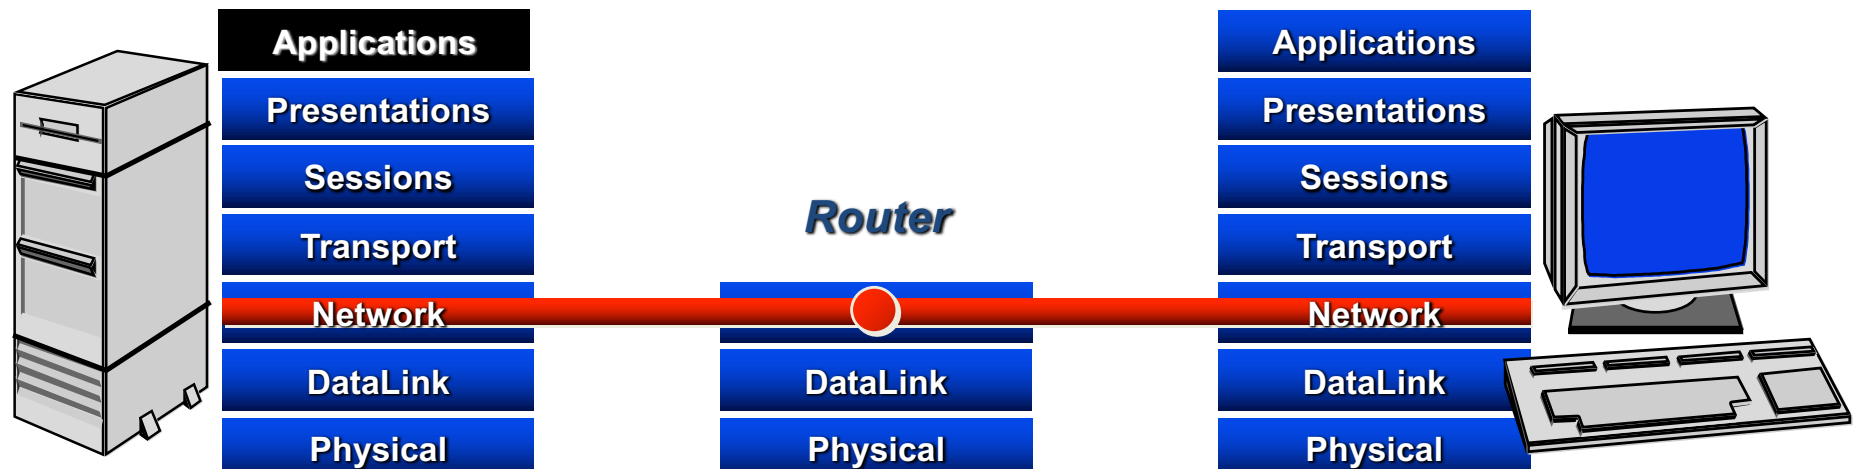 Applications
Presentations
Sessions
Transport
Network
DataLink
Physical
Router
DataLink
Physical
Applications
Presentations
Sessions
Transport
Network
DataLink
Physical